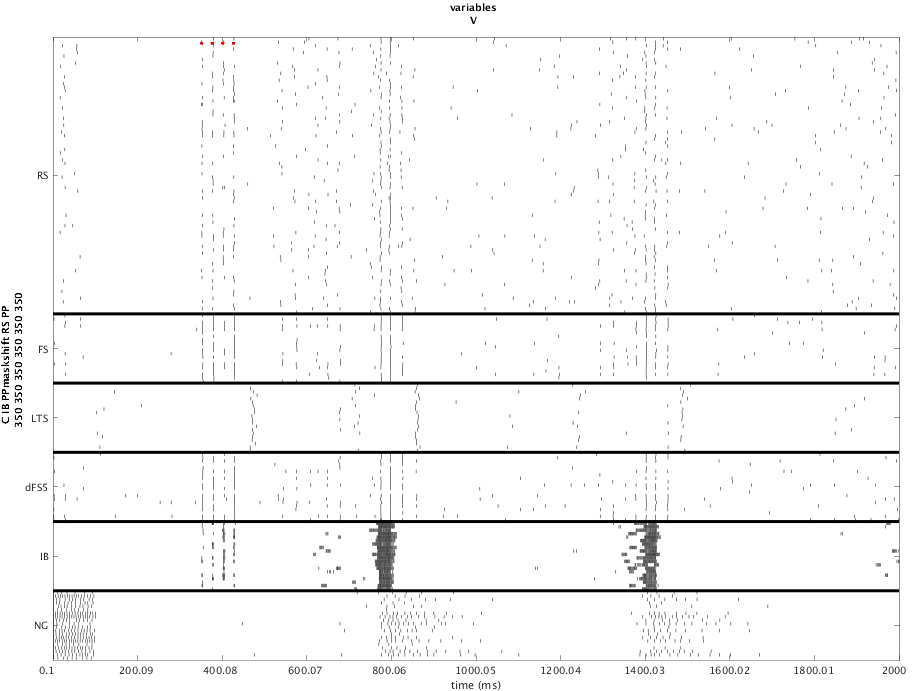 variables
V
C IB PPmaskshift RS PP
350 350 350 350 350 350
RS
FS
LTS
dFS5
IB
NG
0.1 200.09 400.08 600.07 800.06 1000.05 1200.04 1400.03 1600.02 1800.01 2000
time (ms)